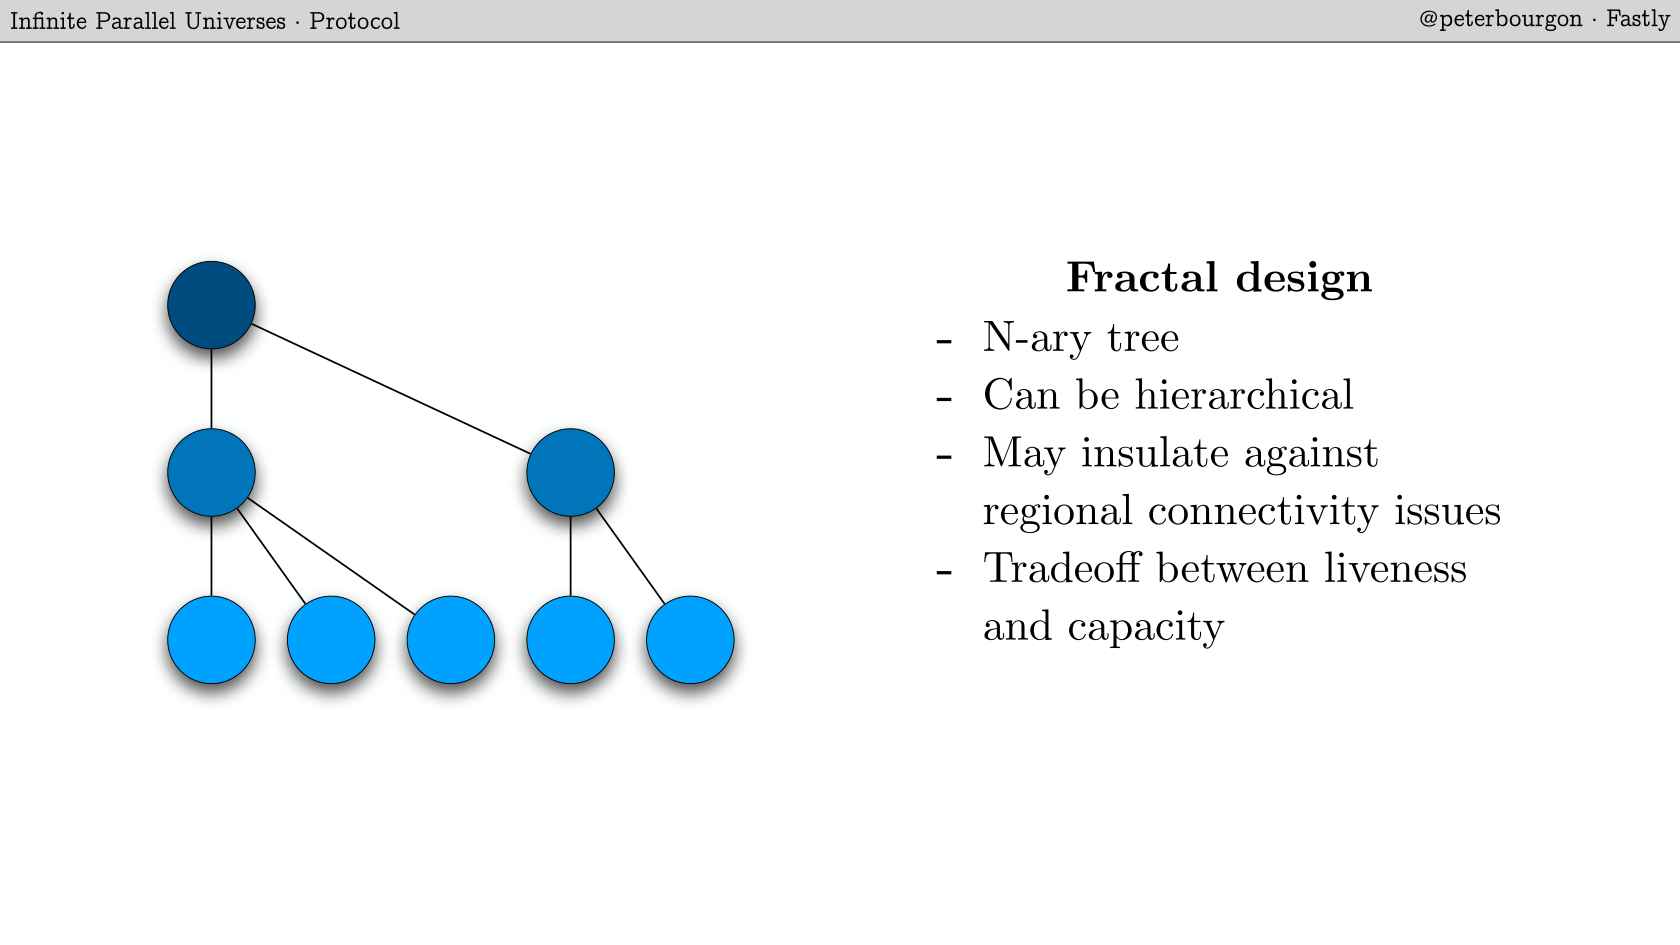 Infinite Parallel Universes · Protocol
@peterbourgon · Fastly
Fractal design
- N-ary tree
- Can be hierarchical
- May insulate against
regional connectivity issues
- Tradeoff between liveness
and capacity